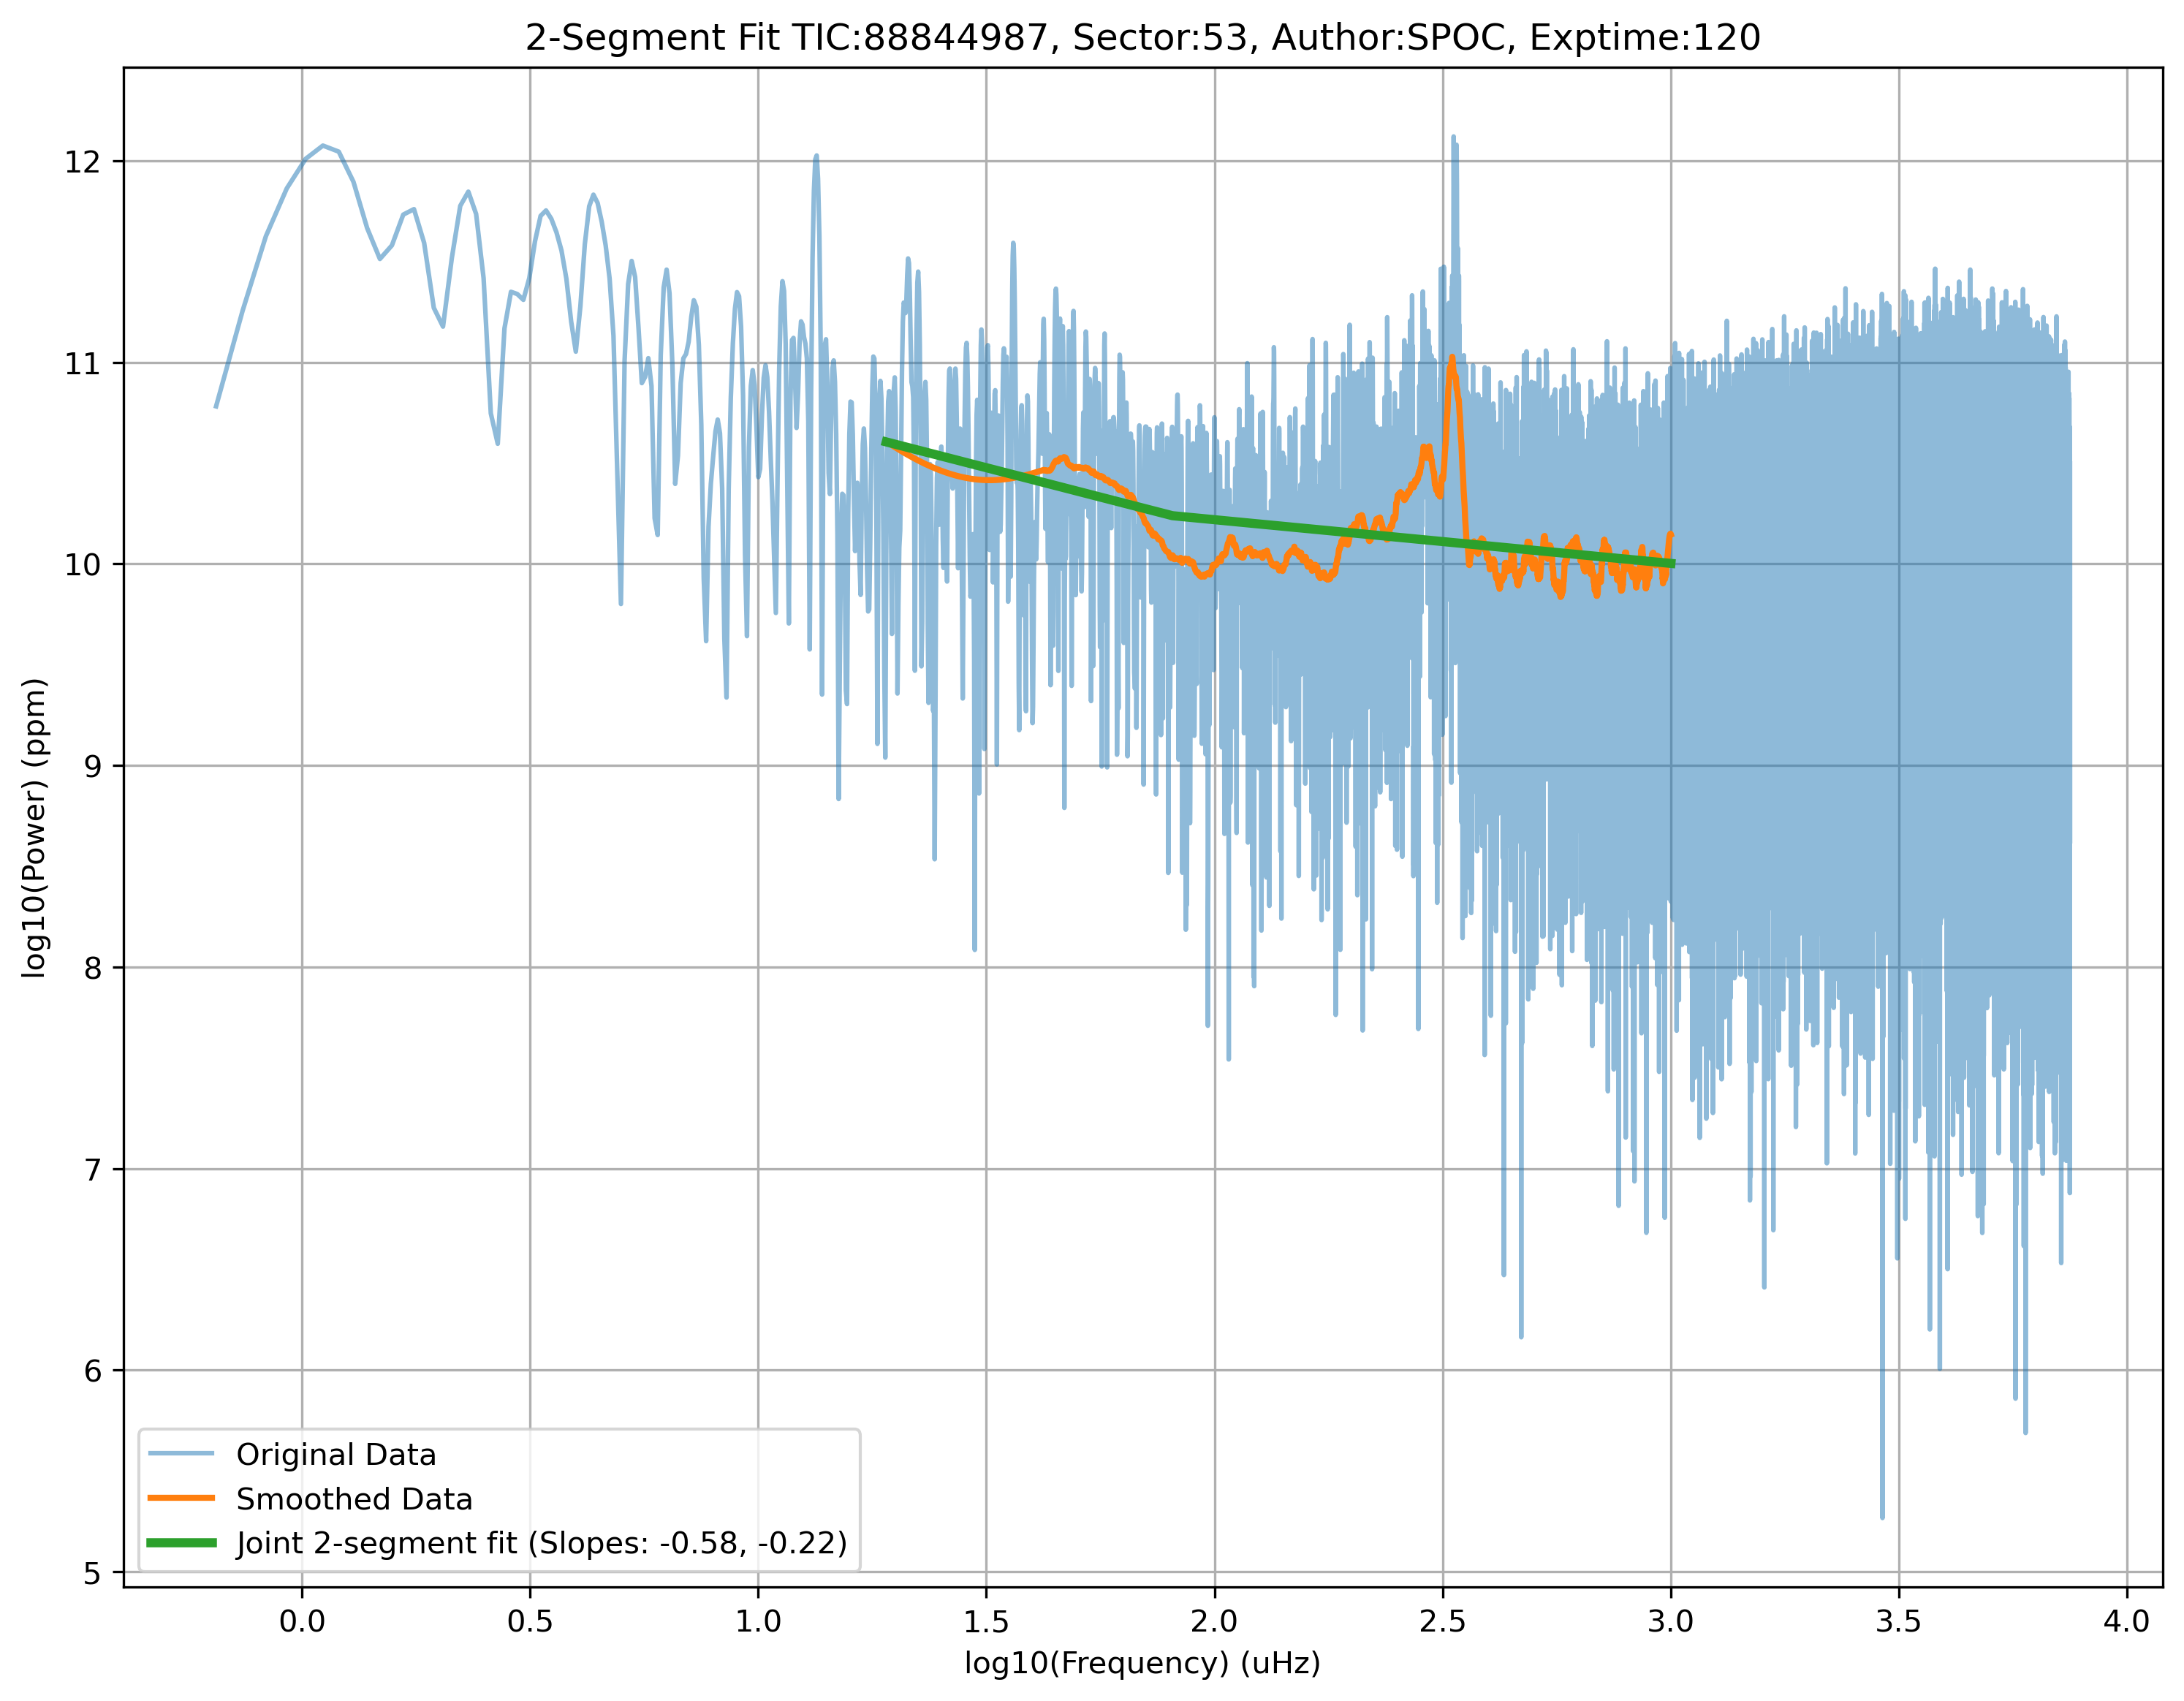 2-Segment Fit TIC:88844987, Sector:53, Author:SPOC, Exptime:120
log10(Power) (ppm)
12
11
10
9
8
7
6
5
Original Data
Smoothed Data
Joint 2-segment fit (Slopes: -0.58, -0.22)
0.0 0.5 1.0 1.5 2.0 2.5 3.0 3.5 4.0
log10(Frequency) (uHz)